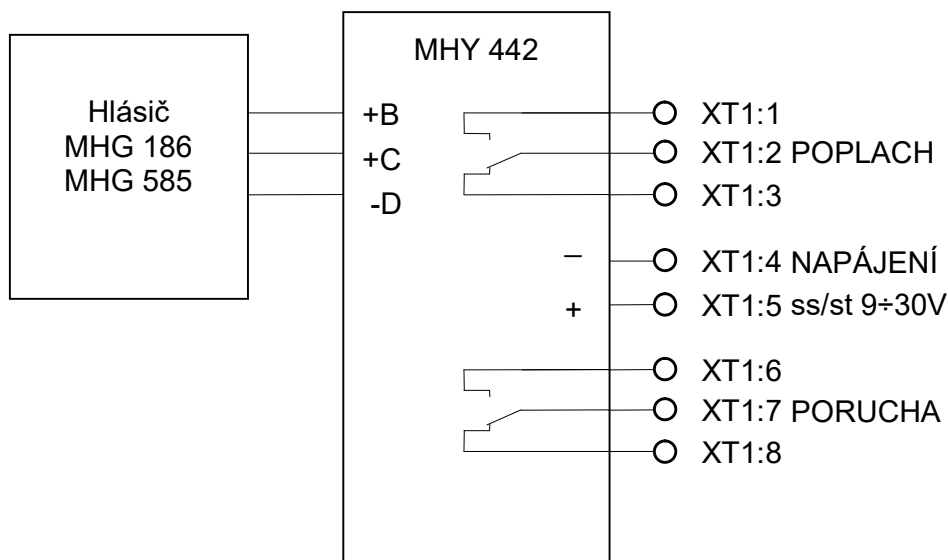 MHY 442
Hlásič
MHG 186
MHG 585
+B
+C
-D
XT1:1
XT1:2 POPLACH
XT1:3
– XT1:4 NAPÁJENÍ
+ XT1:5 ss/st 9÷30V
XT1:6
XT1:7 PORUCHA
XT1:8